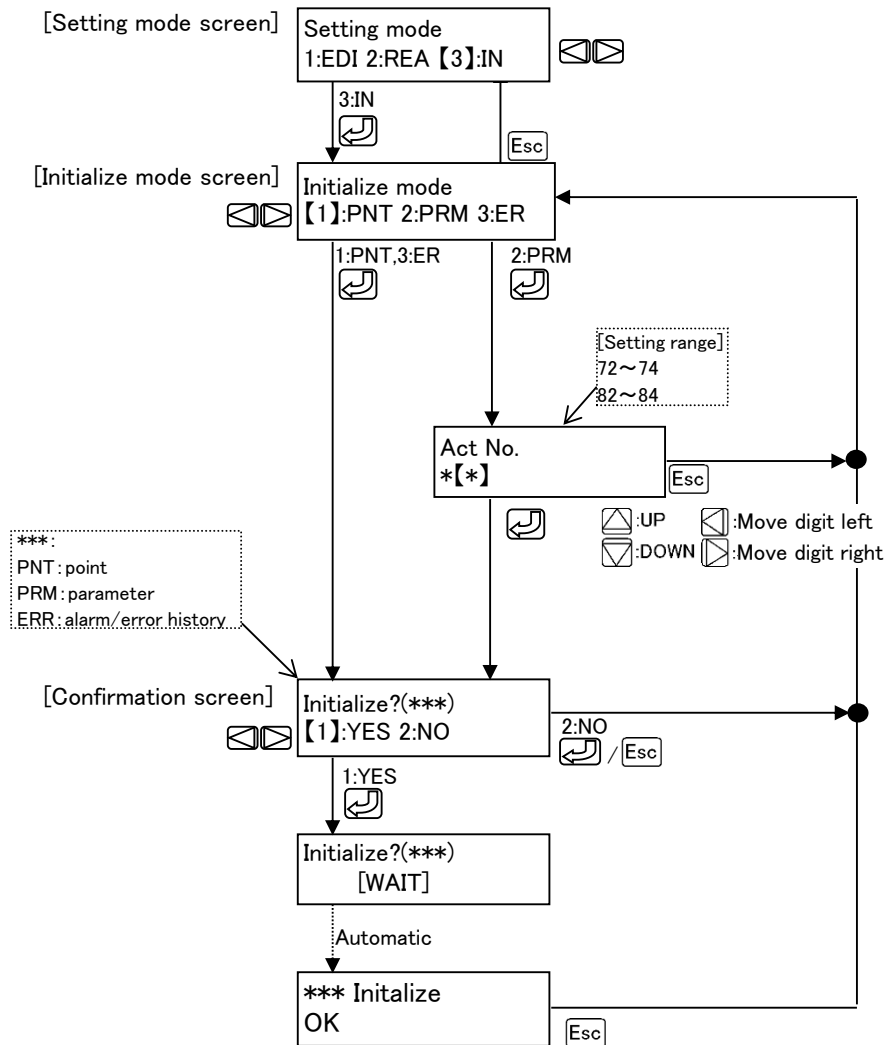 [Setting mode screen]
Setting mode
1:EDI 2:REA 【3】:IN
3:IN
Esc
[Initialize mode screen]
Initialize mode
【1】:PNT 2:PRM 3:ER
1:PNT,3:ER
2:PRM
[Setting range]
72～74
82～84
Act No.
*【*】
Esc
:UP :Move digit left
:DOWN :Move digit right
***:
PNT:point
PRM:parameter
ERR:alarm/error history
[Confirmation screen]
Initialize?(***)
【1】:YES 2:NO
2:NO
/ Esc
1:YES
Initialize?(***)
[WAIT]
Automatic
*** Initalize
OK
Esc